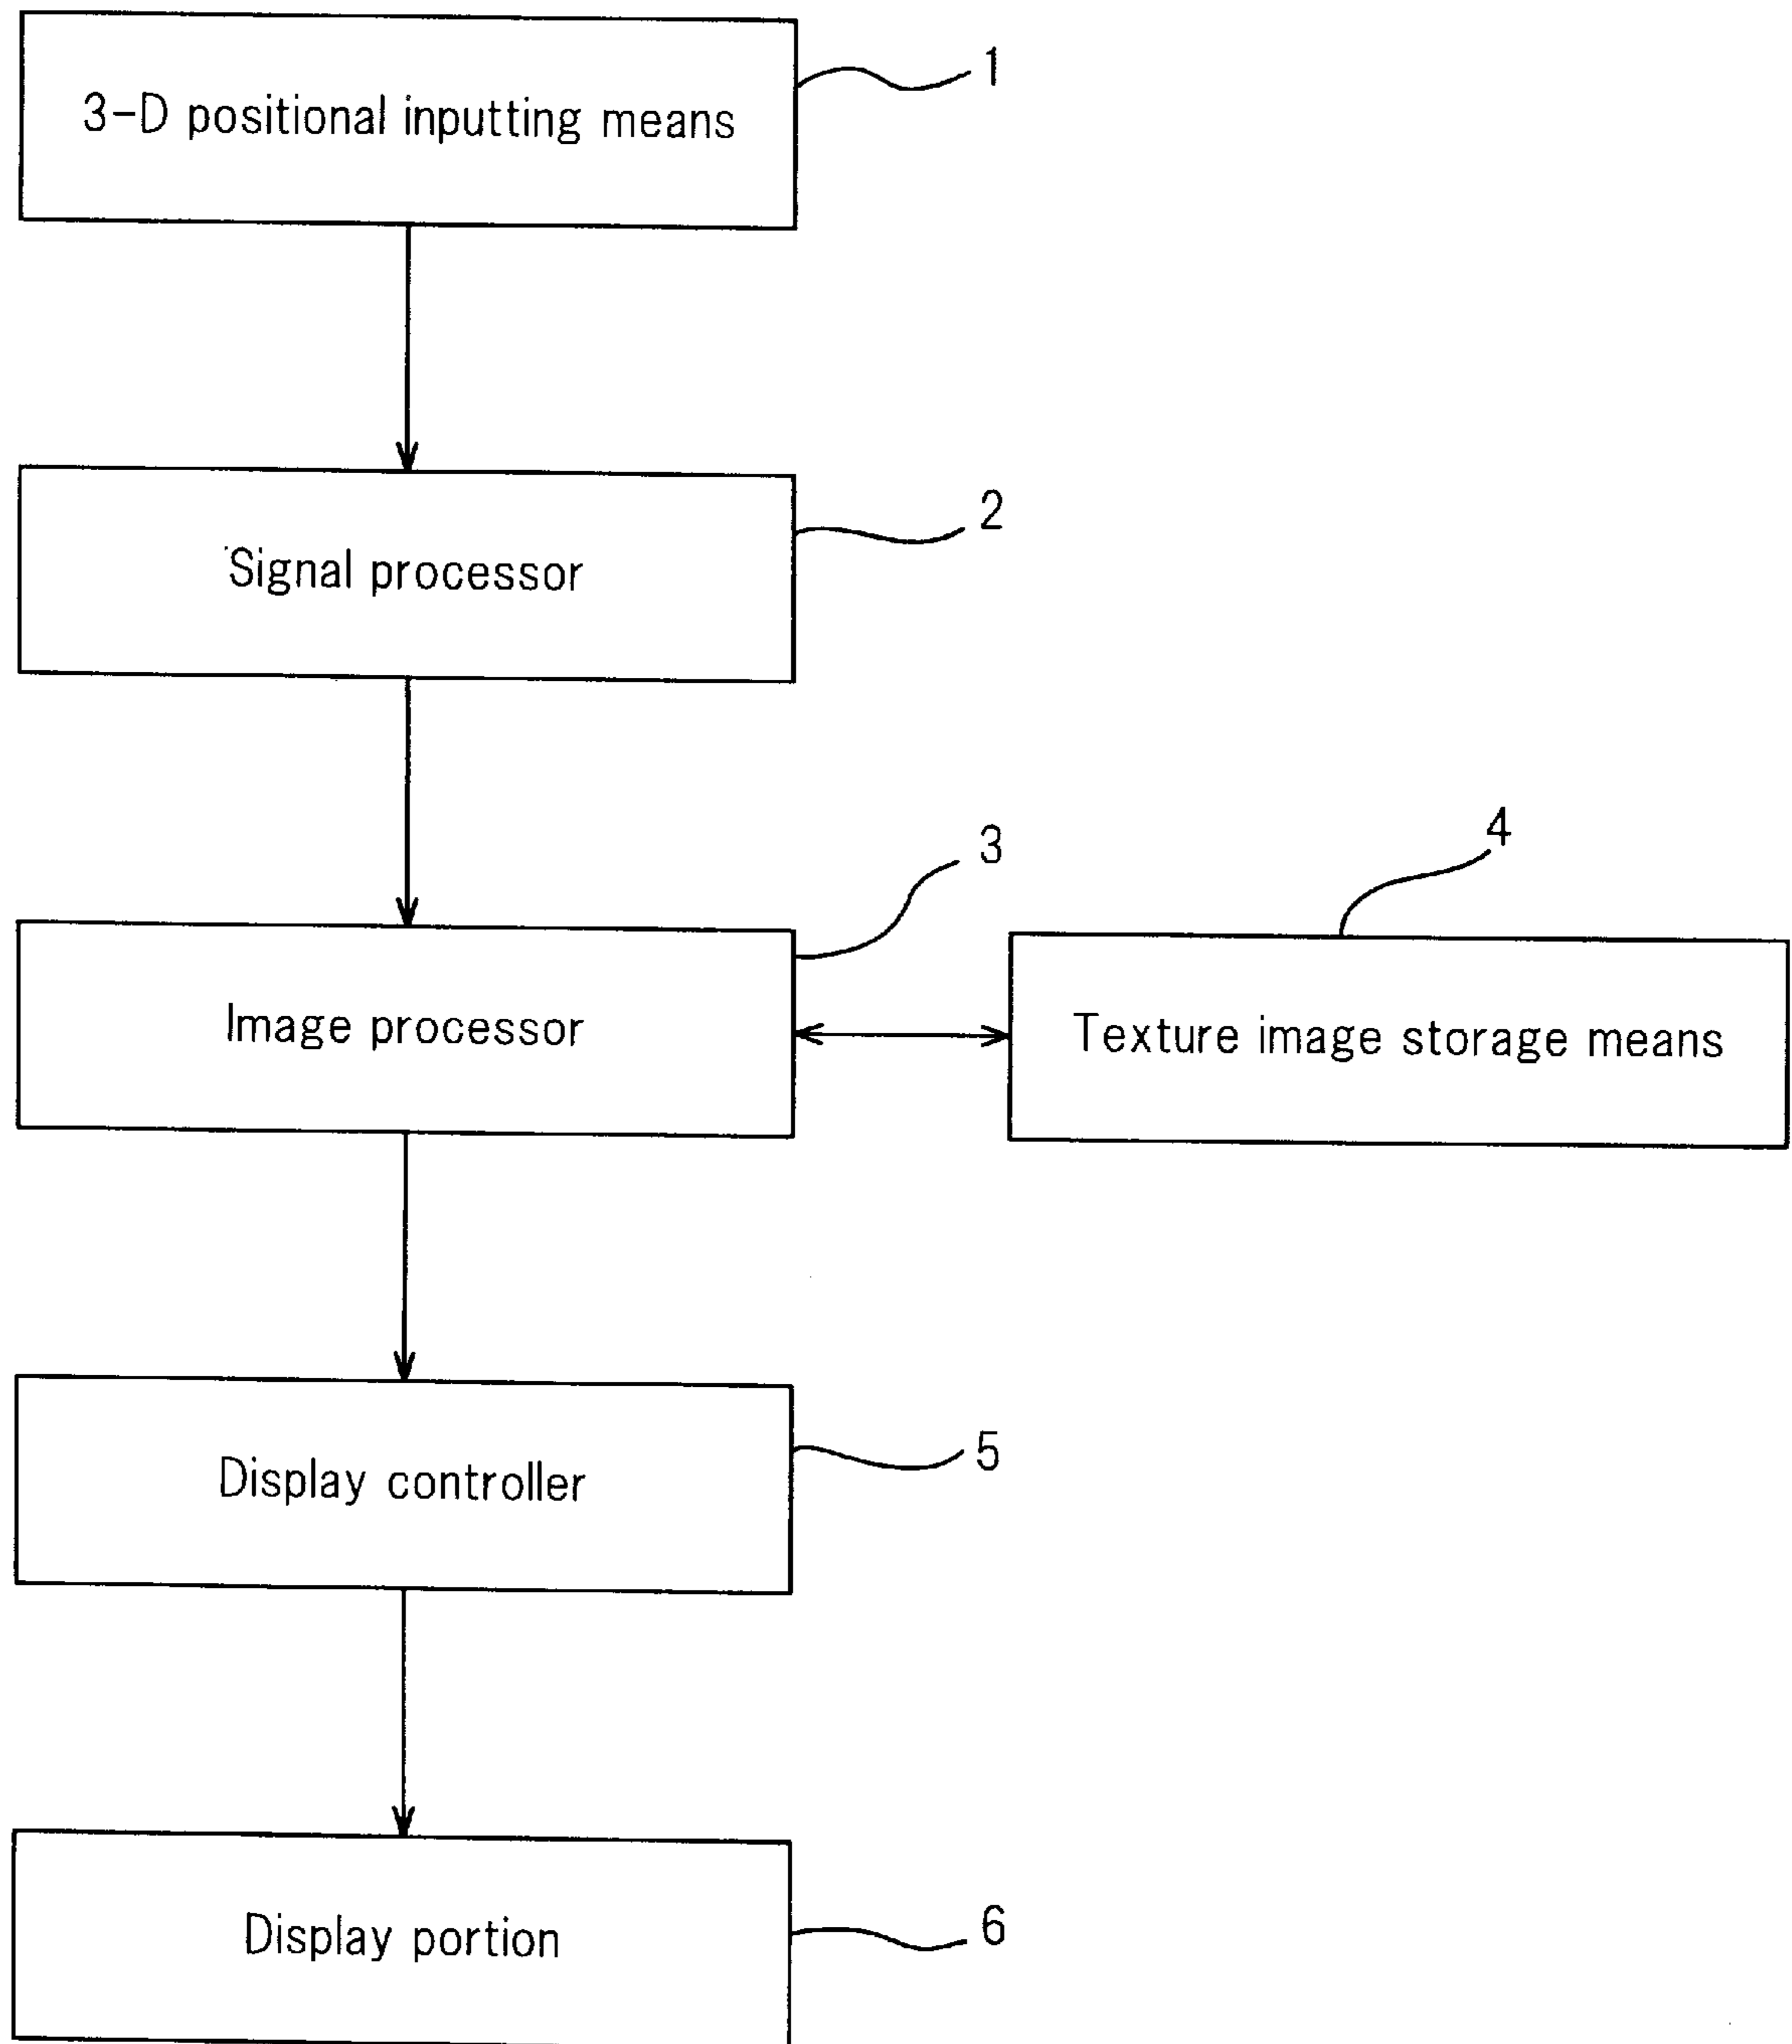 3-D positional inputting means
1
Signal processor
2
Image processor
3
Texture image storage means
4
Display controller
5
Display portion
6